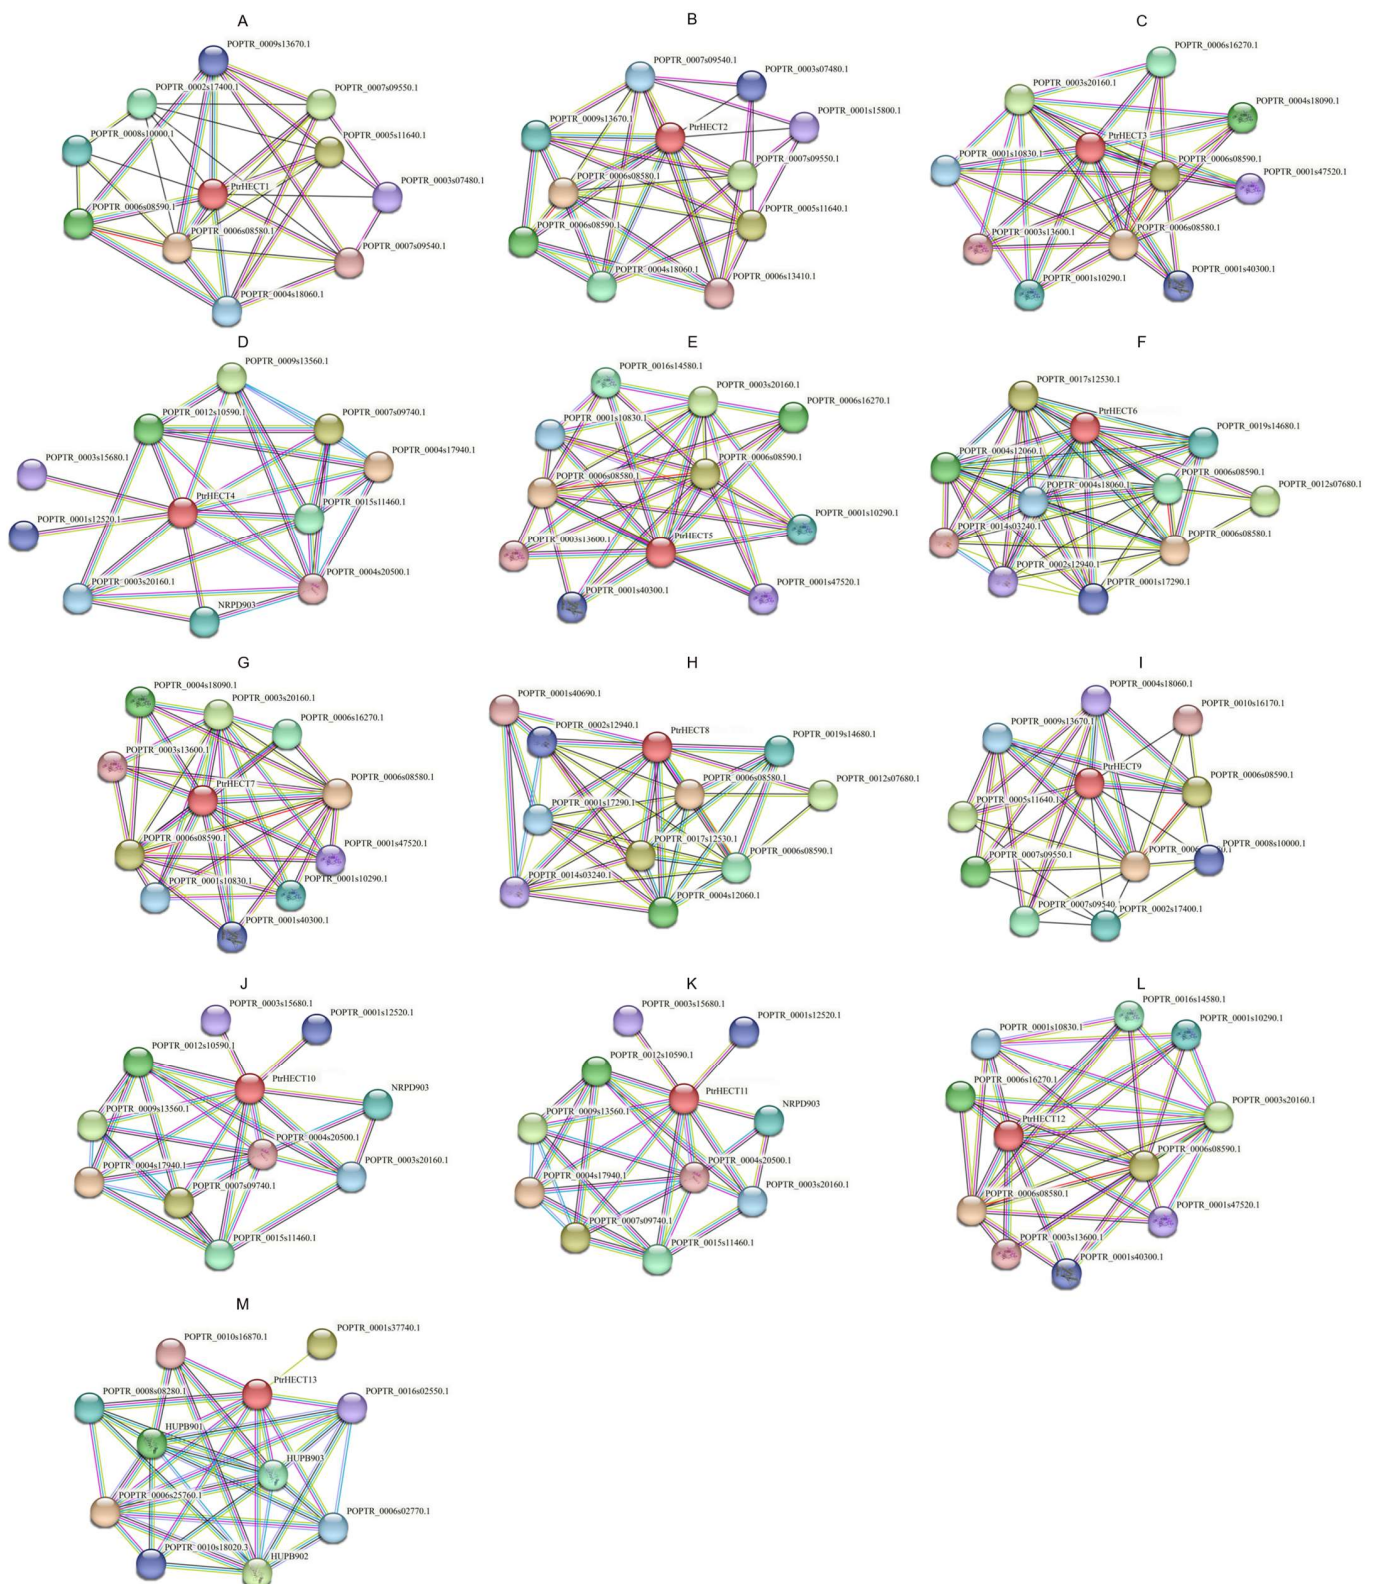 A
POPTR_0009s13670.1
POPTR_0002s17400.1
POPTR_0007s09550.1
POPTR_0008s10000.1
POPTR_0005s11640.1
PtrHECT1
POPTR_0003s07480.1
POPTR_0006s08590.1
POPTR_0006s08580.1
POPTR_0007s09540.1
POPTR_0004s18060.1
B
POPTR_0007s09540.1
POPTR_0003s07480.1
POPTR_0001s15800.1
POPTR_0009s13670.1
PtrHECT2
POPTR_0007s09550.1
POPTR_0006s08580.1
POPTR_0005s11640.1
POPTR_0006s08590.1
POPTR_0004s18060.1
POPTR_0006s13410.1
C
POPTR_0006s16270.1
POPTR_0003s20160.1
POPTR_0004s18090.1
PtrHECT3
POPTR_0001s10830.1
POPTR_0006s08590.1
POPTR_0001s47520.1
POPTR_0003s13600.1
POPTR_0006s08580.1
POPTR_0001s10290.1
POPTR_0001s40300.1
D
POPTR_0009s13560.1
POPTR_0012s10590.1
POPTR_0007s09740.1
POPTR_0003s15680.1
POPTR_0004s17940.1
PtrHECT4
POPTR_0015s11460.1
POPTR_0001s12520.1
POPTR_0004s20500.1
POPTR_0003s20160.1
NRPD903
E
POPTR_0016s14580.1
POPTR_0003s20160.1
POPTR_0006s16270.1
POPTR_0001s10830.1
POPTR_0006s08590.1
POPTR_0006s08580.1
POPTR_0001s10290.1
POPTR_0003s13600.1
PtrHECT5
POPTR_0001s47520.1
POPTR_0001s40300.1
F
POPTR_0017s12530.1
PtrHECT6
POPTR_0019s14680.1
POPTR_0004s12060.1
POPTR_0006s08590.1
POPTR_0004s18060.1
POPTR_0012s07680.1
POPTR_0014s03240.1
POPTR_0006s08580.1
POPTR_0002s12940.1
POPTR_0001s17290.1
G
POPTR_0004s18090.1
POPTR_0003s20160.1
POPTR_0006s16270.1
POPTR_0003s13600.1
POPTR_0006s08580.1
PtrHECT7
POPTR_0006s08590.1
POPTR_0001s47520.1
POPTR_0001s10830.1
POPTR_0001s10290.1
POPTR_0001s40300.1
H
POPTR_0001s40690.1
POPTR_0002s12940.1
PtrHECT8
POPTR_0019s14680.1
POPTR_0006s08580.1
POPTR_0012s07680.1
POPTR_0001s17290.1
POPTR_0017s12530.1
POPTR_0006s08590.1
POPTR_0014s03240.1
POPTR_0004s12060.1
I
POPTR_0004s18060.1
POPTR_0010s16170.1
POPTR_0009s13670.1
PtrHECT9
POPTR_0006s08590.1
POPTR_0005s11640.1
POPTR_0008s10000.1
POPTR_0007s09550.1
POPTR_0007s09540.
POPTR_0002s17400.1
J
POPTR_0003s15680.1
POPTR_0001s12520.1
POPTR_0012s10590.1
PtrHECT10
NRPD903
POPTR_0009s13560.1
POPTR_0004s20500.1
POPTR_0004s17940.1
POPTR_0003s20160.1
POPTR_0007s09740.1
POPTR_0015s11460.1
K
POPTR_0003s15680.1
POPTR_0001s12520.1
POPTR_0012s10590.1
PtrHECT11
NRPD903
POPTR_0009s13560.1
POPTR_0004s20500.1
POPTR_0004s17940.1
POPTR_0003s20160.1
POPTR_0007s09740.1
POPTR_0015s11460.1
L
POPTR_0016s14580.1
POPTR_0001s10290.1
POPTR_0001s10830.1
POPTR_0006s16270.1
POPTR_0003s20160.1
PtrHECT12
POPTR_0006s08590.1
POPTR_0006s08580.1
POPTR_0001s47520.1
POPTR_0003s13600.1
POPTR_0001s40300.1
M
POPTR_0001s37740.1
POPTR_0010s16870.1
PtrHECT13
POPTR_0008s08280.1
POPTR_0016s02550.1
HUPB901
HUPB903
POPTR_0006s25760.1
POPTR_0006s02770.1
POPTR_0010s18020.3
HUPB902